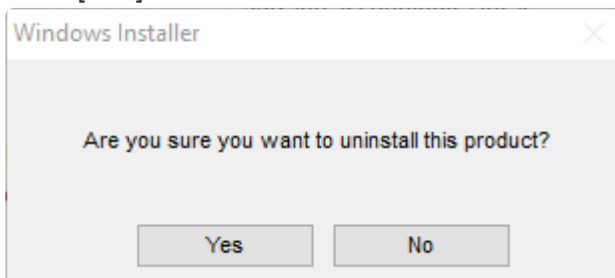 Windows Installer
Are you sure you want to uninstall this product?
Yes
No